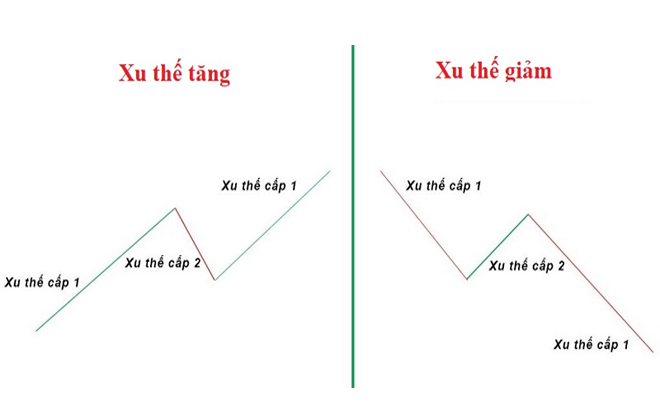 Xu thế tăng
Xu thế cấp 1
Xu thế cấp 2
Xu thế cấp 1
Xu thế giảm
Xu thế cấp 1
Xu thế cấp 2
Xu thế cấp 1